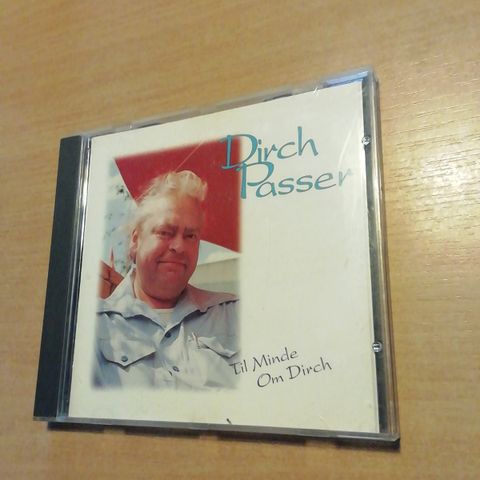 Dirch
Passer
Til Minde
Om Dirch